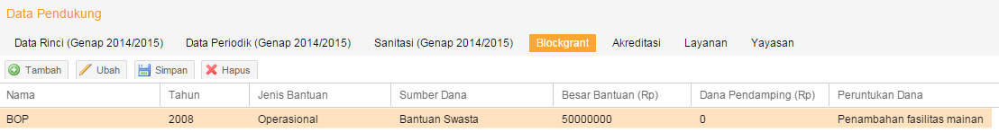 Data Pendukung
Data Rinci (Genap 2014/2015) Data Periodik (Genap 2014/2015) Sanitasi (Genap 2014/2015) Blockgrant Akreditasi Layanan Yayasan
Tambah Ubah Simpan Hapus
Nama Tahun Jenis Bantuan Sumber Dana Besar Bantuan (Rp) Dana Pendamping (Rp) Peruntukan Dana
BOP 2008 Operasional Bantuan Swasta 50000000 0 Penambahan fasilitas mainan